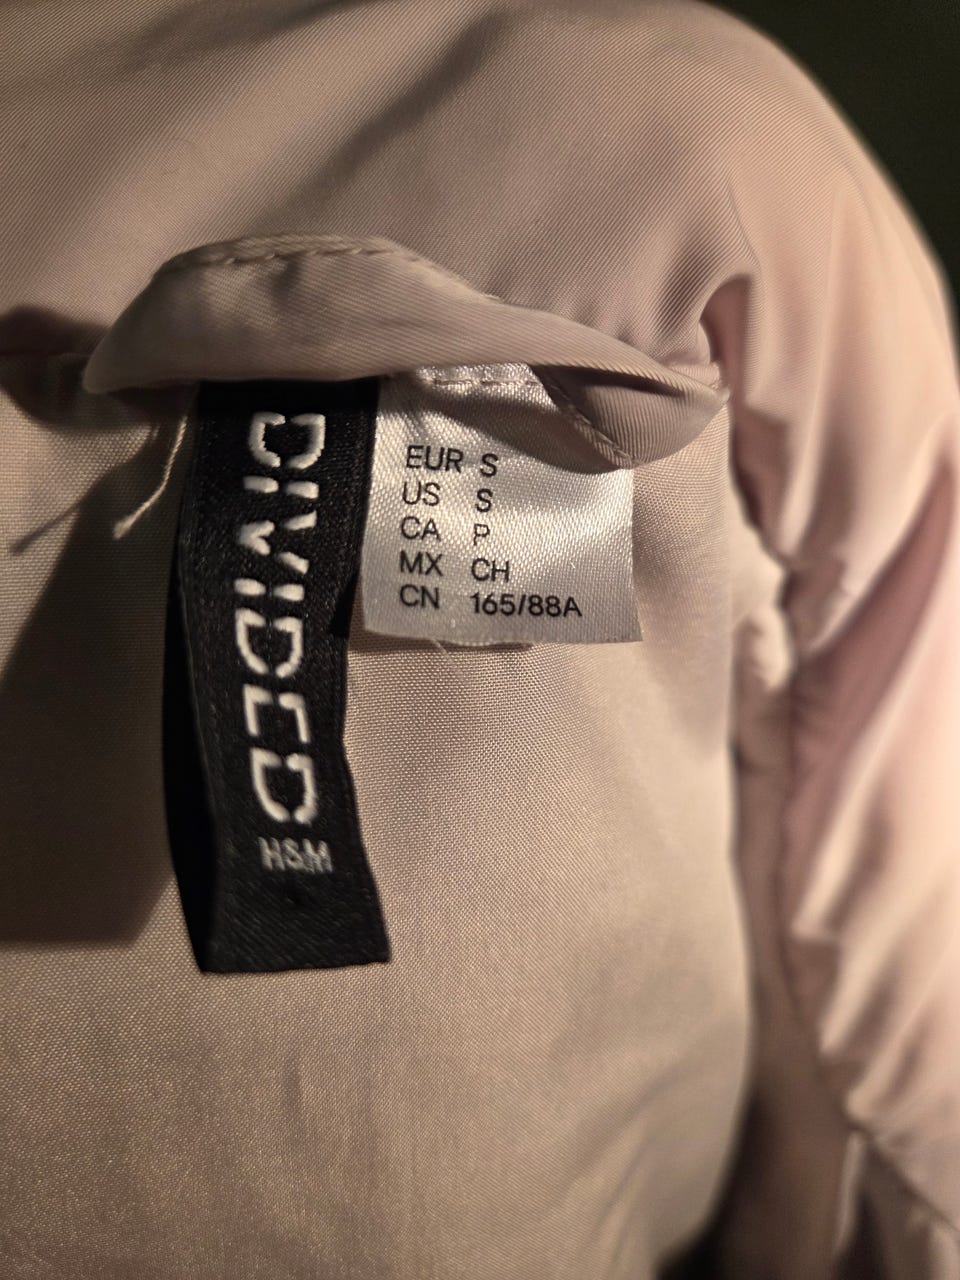 DIVIDED
H&M
EUR S
US S
CA P
MX CH
CN 165/88A